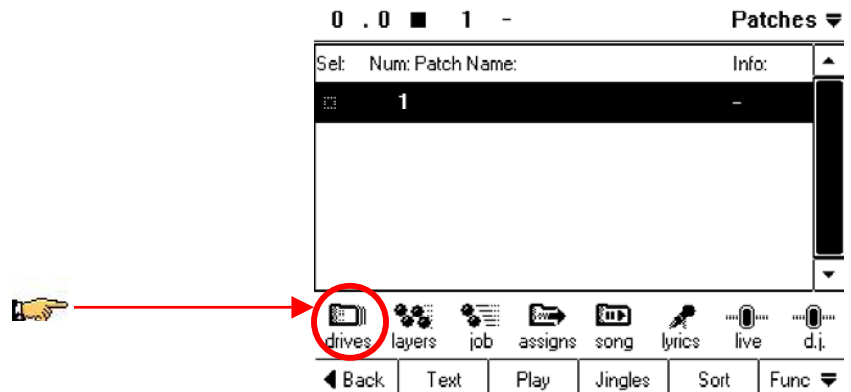 0 .0 ■ 1 - Patches
Sel: Num: Patch Name: Info:
1 -
drives layers job assigns song lyrics live d.j.
Back Text Play Jingles Sort Func